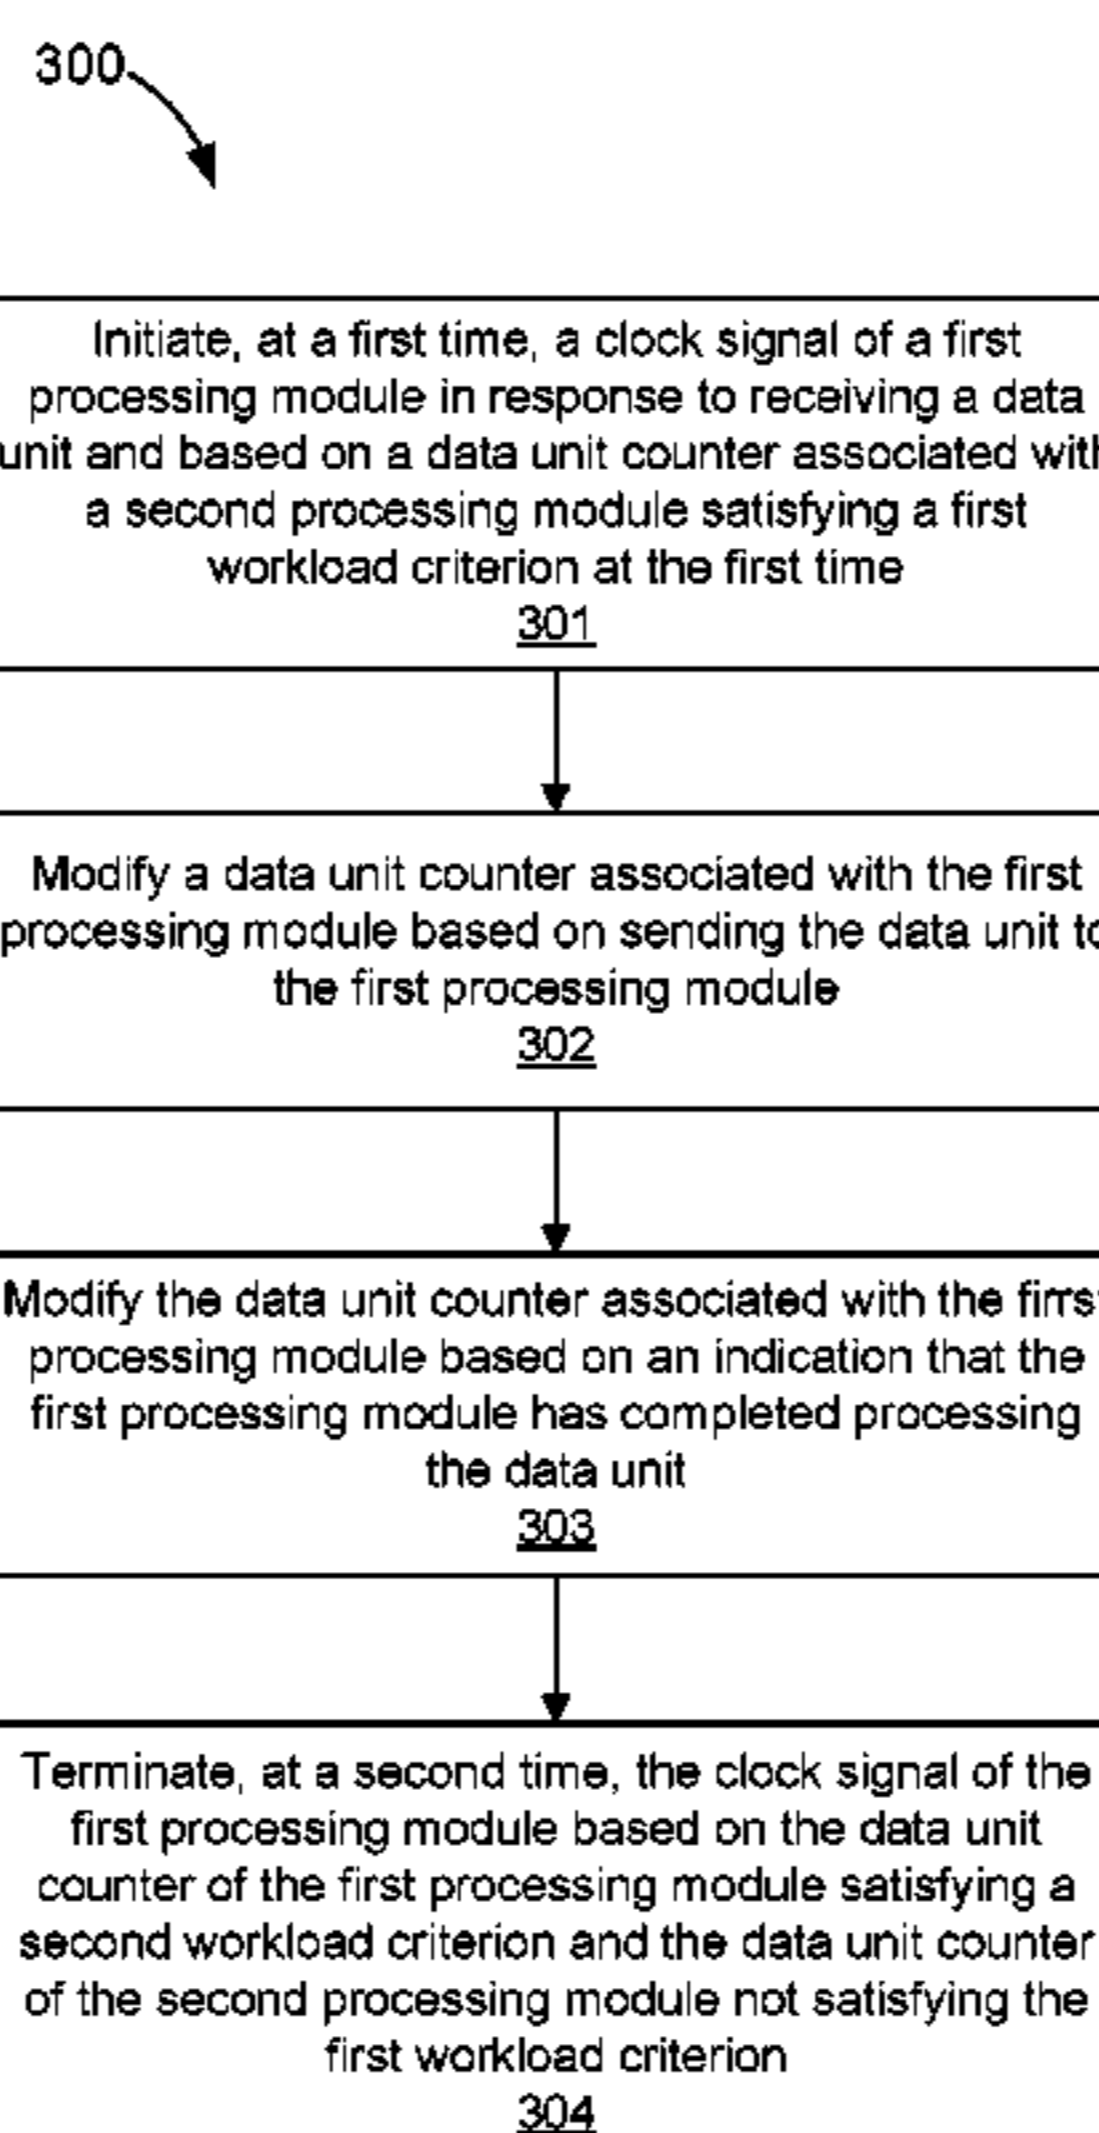 300
Initiate, at a first time, a clock signal of a first
processing module in response to receiving a data
unit and based on a data unit counter associated with
a second processing module satisfying a first
workload criterion at the first time
301
Modify a data unit counter associated with the first
processing module based on sending the data unit to
the first processing module
302
Modify the data unit counter associated with the firrst
processing module based on an indication that the
first processing module has completed processing
the data unit
303
Terminate, at a second time, the clock signal of the
first processing module based on the data unit
counter of the first processing module satisfying a
second workload criterion and the data unit counter
of the second processing module not satisfying the
first workload criterion
304